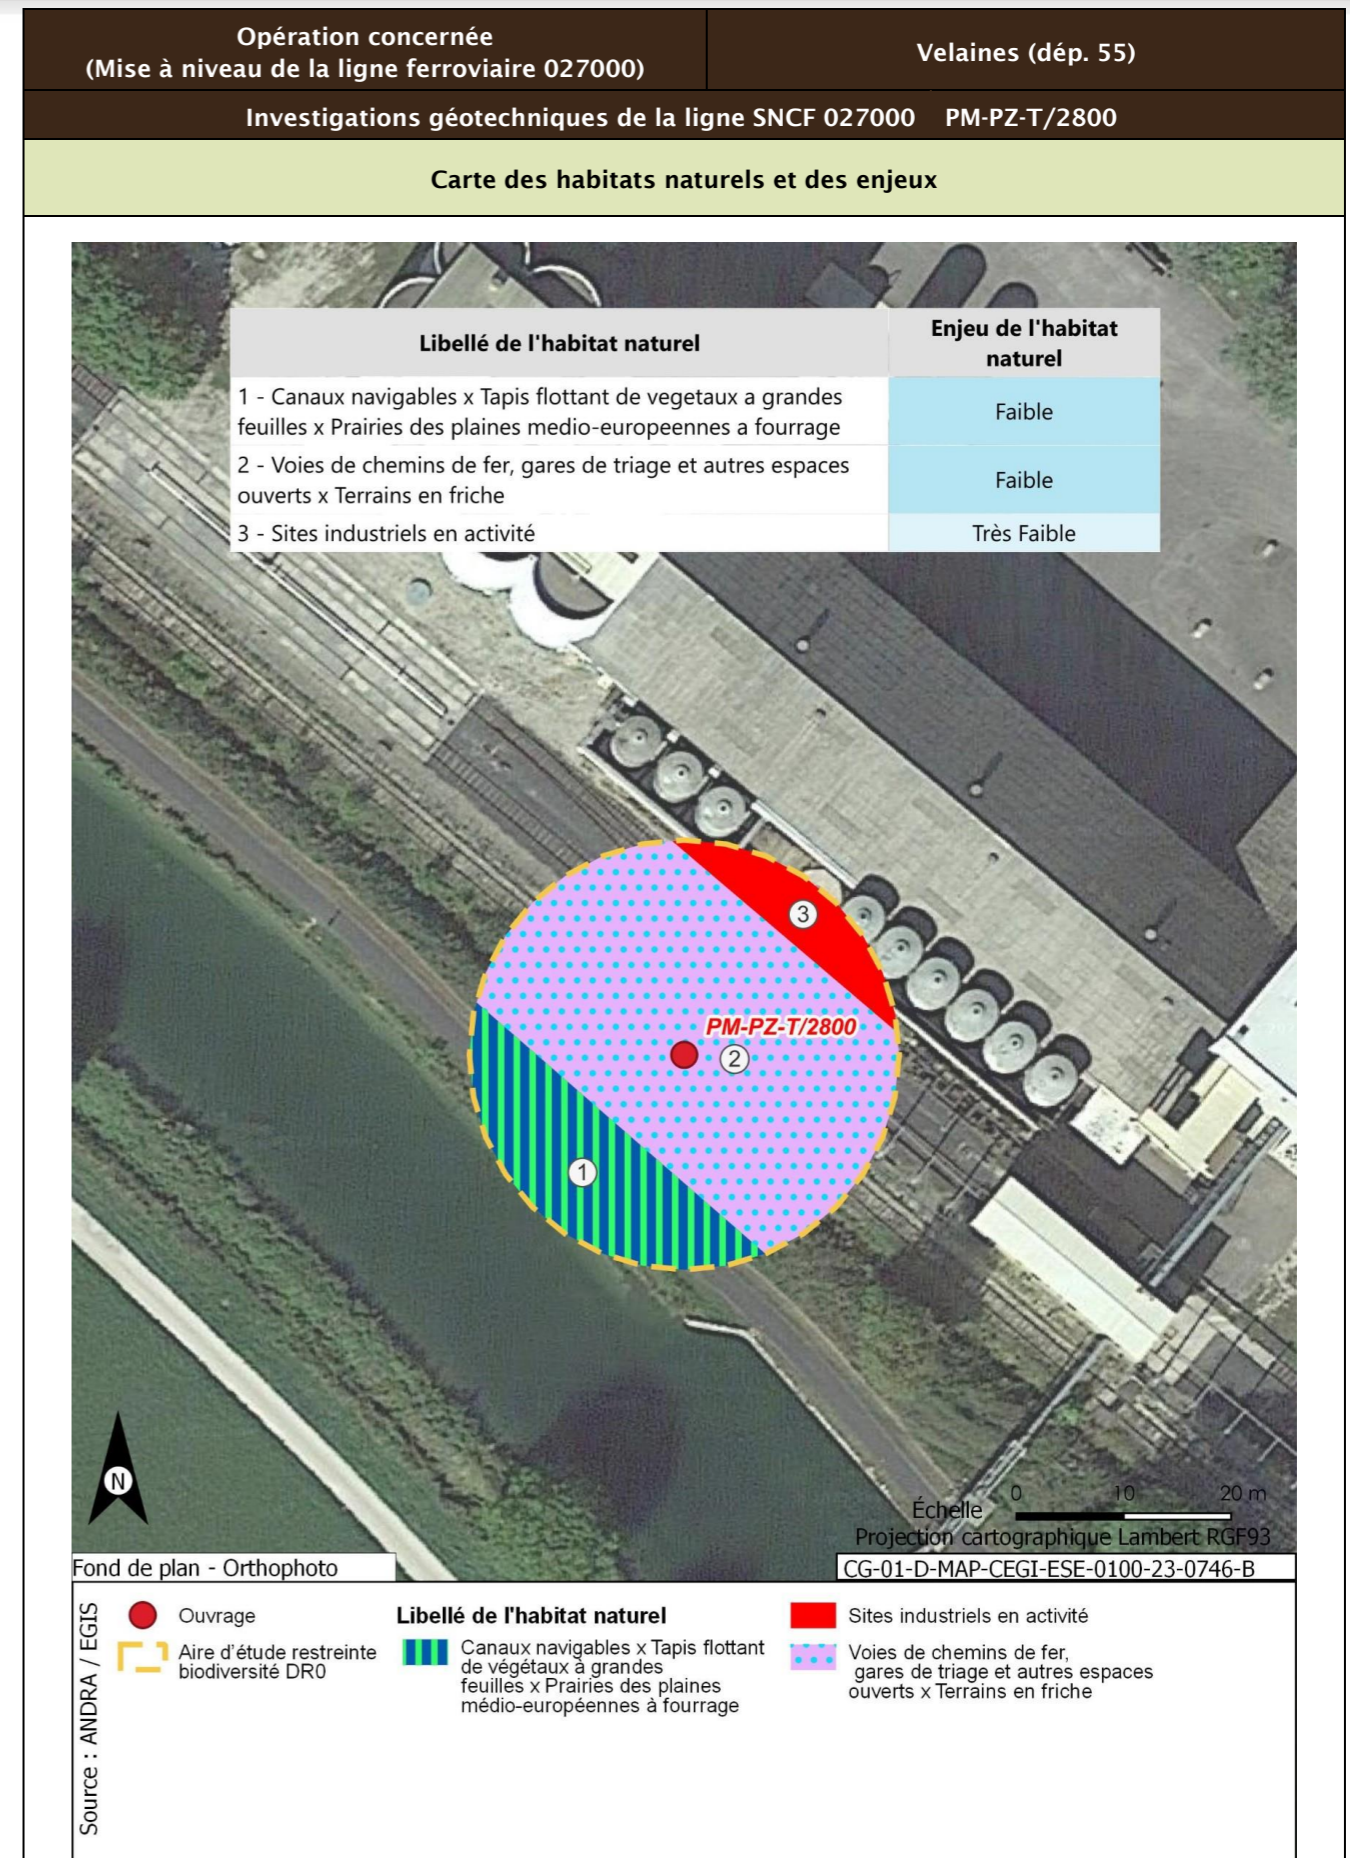 Opération concernée
(Mise à niveau de la ligne ferroviaire 027000)
Velaines (dép. 55)
Investigations géotechniques de la ligne SNCF 027000 PM-PZ-T/2800
Carte des habitats naturels et des enjeux
Libellé de l'habitat naturel
Enjeu de l'habitat
naturel
1 - Canaux navigables x Tapis flottant de vegetaux a grandes
feuilles x Prairies des plaines medio-europeennes a fourrage
Faible
2 - Voies de chemins de fer, gares de triage et autres espaces
ouverts x Terrains en friche
Faible
3 - Sites industriels en activité
Très Faible
3
PM-PZ-T/2800
2
1
N
Échelle
0 10 20 m
Projection cartographique Lambert RGF93
Fond de plan - Orthophoto
CG-01-D-MAP-CEGI-ESE-0100-23-0746-B
Source : ANDRA / EGIS
Ouvrage
Aire d'étude restreinte
biodiversité DR0
Libellé de l'habitat naturel
Canaux navigables x Tapis flottant
de végétaux à grandes
feuilles x Prairies des plaines
médio-européennes à fourrage
Sites industriels en activité
Voies de chemins de fer,
gares de triage et autres espaces
ouverts x Terrains en friche